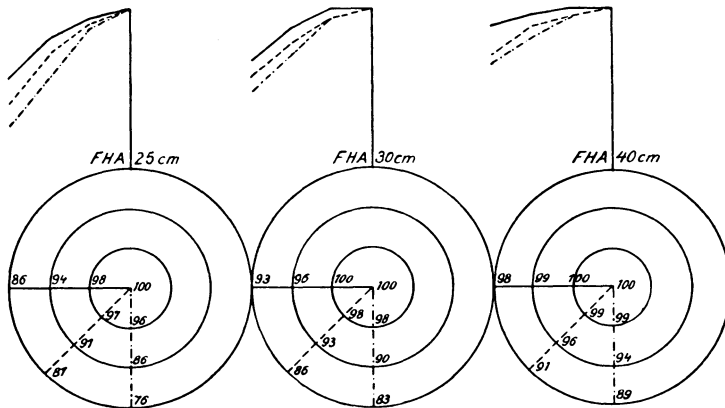 FHA 25cm
FHA 30cm
FHA 40cm
86 94 98 100
97 96
91 86
81 76
93 96 100 100
98 98
93 90
86 83
98 99 100 100
99 99
96 94
91 89